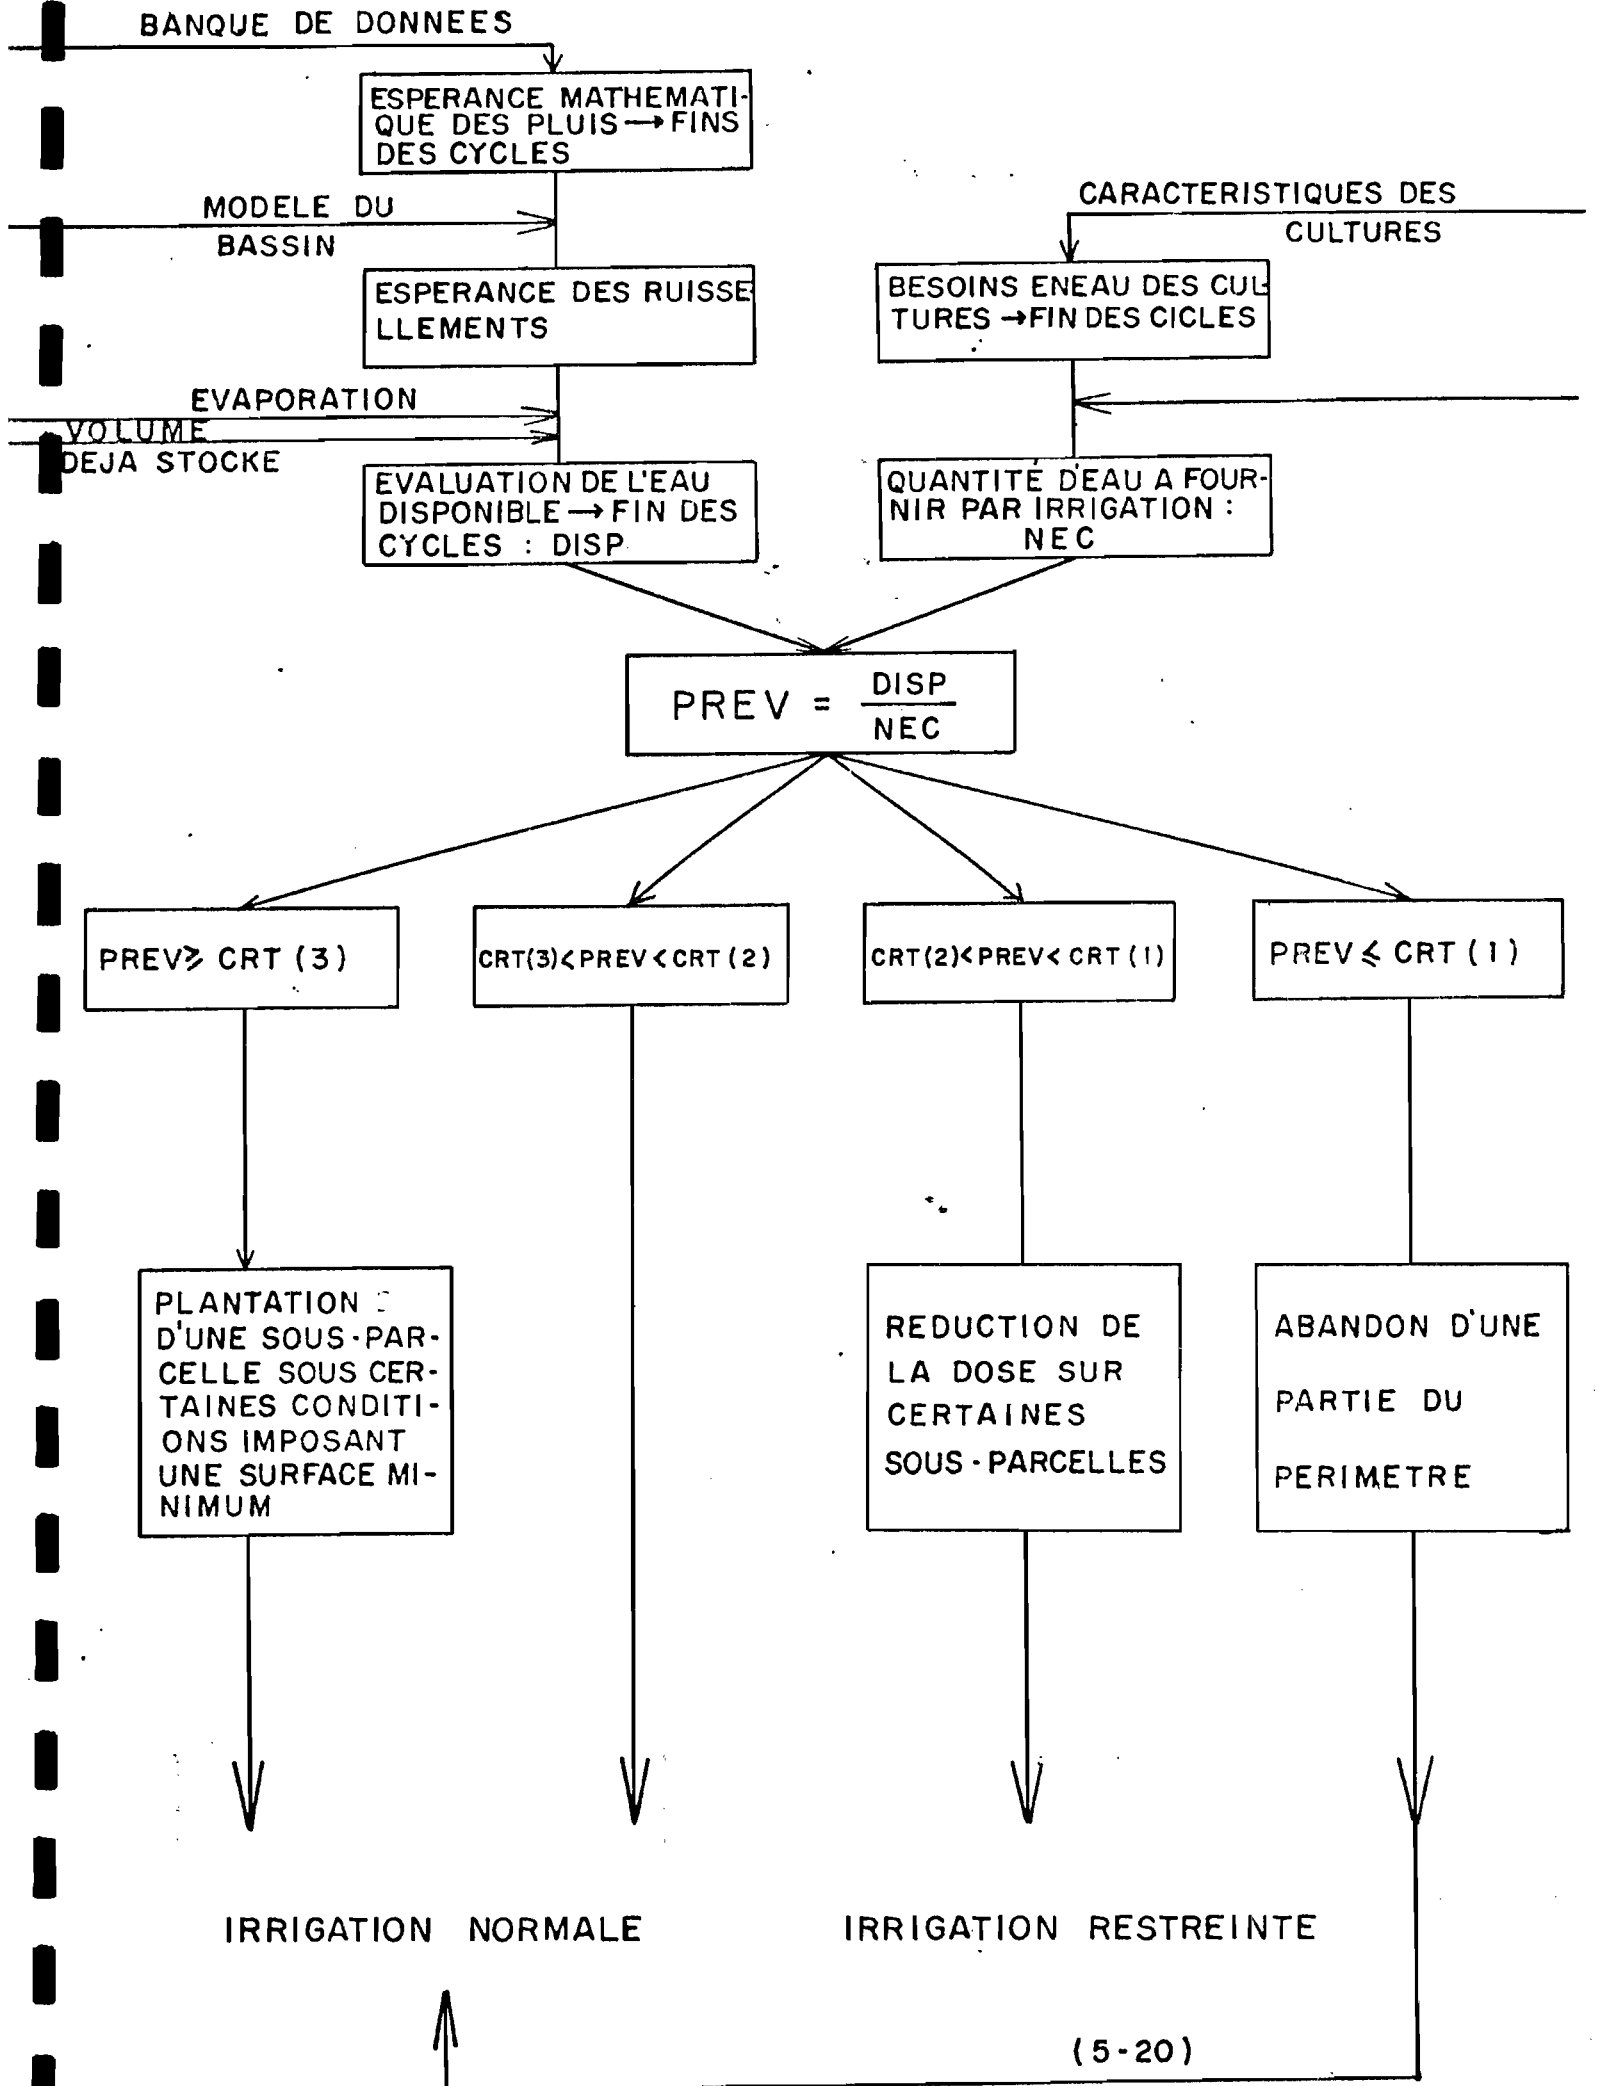 BANQUE DE DONNEES
ESPERANCE MATHEMATI-
QUE DES PLUIS → FINS
DES CYCLES
MODELE DU
BASSIN
CARACTERISTIQUES DES
CULTURES
ESPERANCE DES RUISSE
LLEMENTS
BESOINS ENEAU DES CUL-
TURES → FIN DES CICLES
EVAPORATION
VOLUME
DEJA STOCKE
EVALUATION DE L'EAU
DISPONIBLE → FIN DES
CYCLES : DISP
QUANTITÉ D'EAU A FOUR-
NIR PAR IRRIGATION :
NEC
PREV = DISP
NEC
PREV ⩾ CRT (3)
CRT(3)<PREV<CRT(2)
CRT(2)<PREV<CRT(1)
PREV ⩽ CRT (1)
PLANTATION
D'UNE SOUS-PAR-
CELLE SOUS CER-
TAINES CONDITI-
ONS IMPOSANT
UNE SURFACE MI-
NIMUM
REDUCTION DE
LA DOSE SUR
CERTAINES
SOUS-PARCELLES
ABANDON D'UNE
PARTIE DU
PERIMETRE
IRRIGATION NORMALE
IRRIGATION RESTREINTE
(5-20)